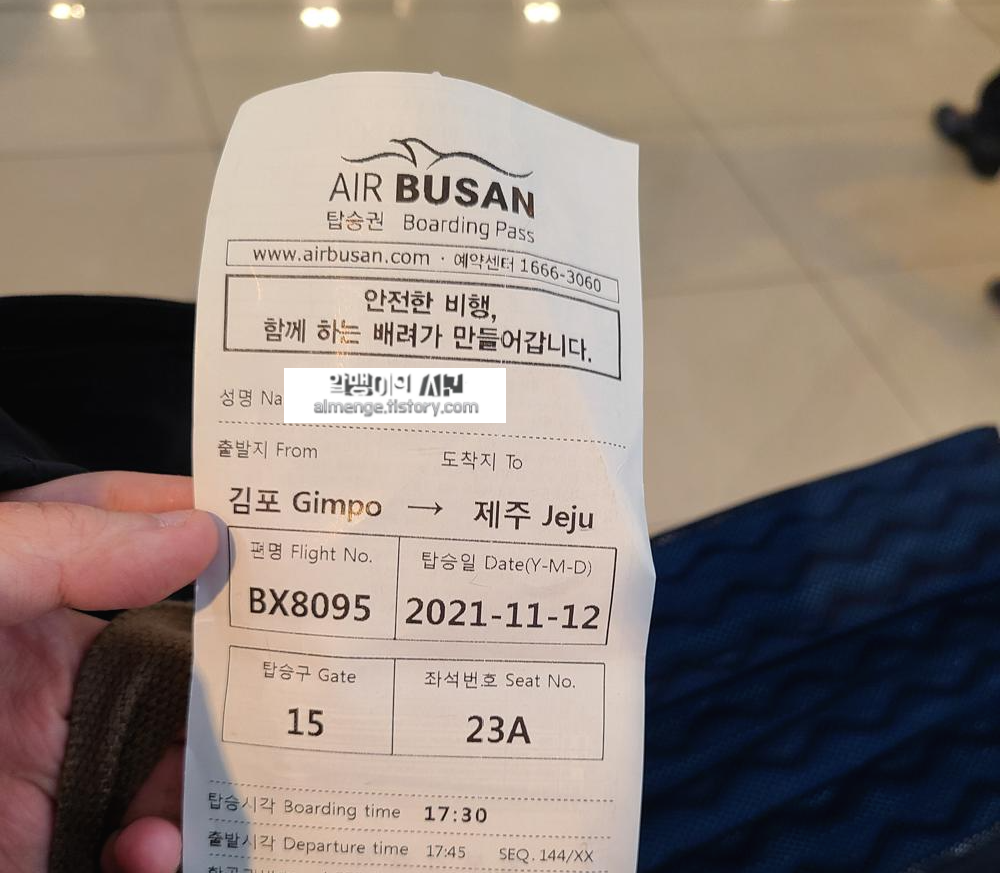 AIR BUSAN
탑승권 Boarding Pass
www.airbusan.com · 예약센터 1666-3060
안전한 비행,
함께 하는 배려가 만들어갑니다.
알맹이의
성명 Na
almenge.tistory.com
출발지 From 도착지 To
김포 Gimpo → 제주 Jeju
편명 Flight No. 탑승일 Date(Y-M-D)
BX8095 2021-11-12
탑승구 Gate 좌석번호 Seat No.
15 23A
탑승시각 Boarding time 17:30
출발시각 Departure time 17:45 SEQ. 144/XX